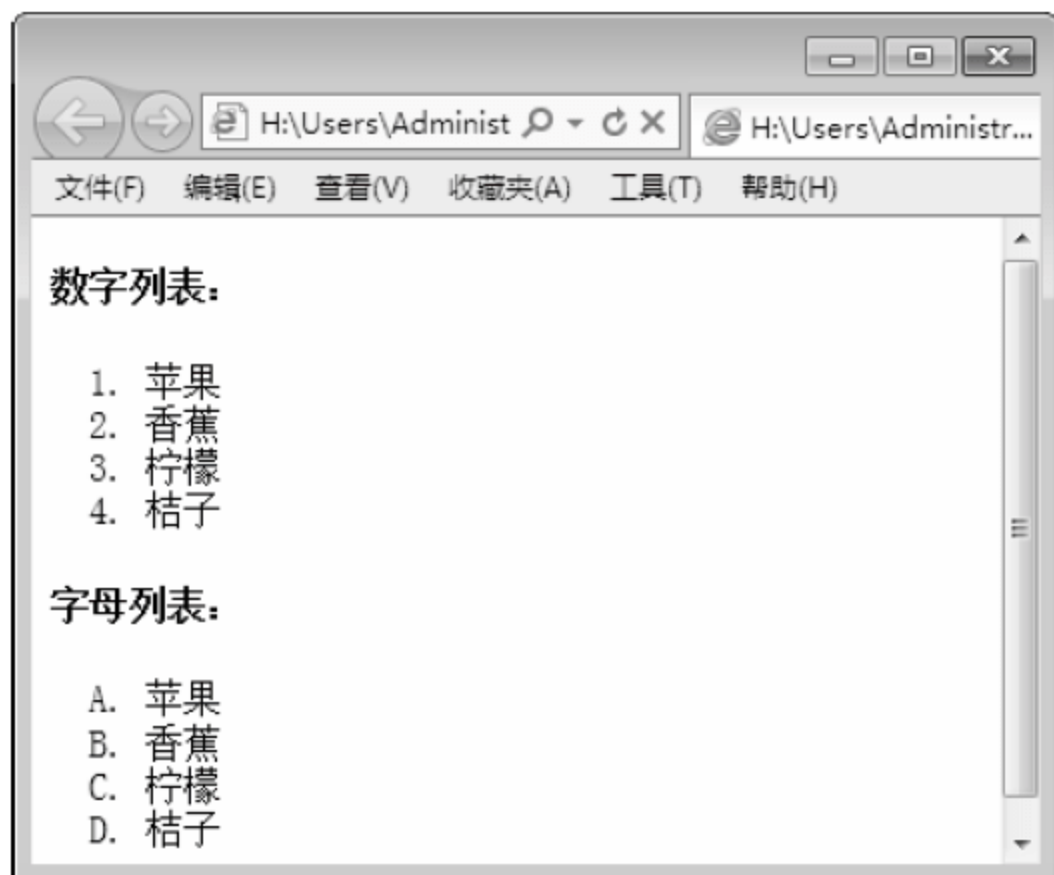 H:\Users\Administ
H:\Users\Administr...
文件(F) 编辑(E) 查看(V) 收藏夹(A) 工具(T) 帮助(H)
数字列表:
1. 苹果
2. 香蕉
3. 柠檬
4. 桔子
字母列表:
A. 苹果
B. 香蕉
C. 柠檬
D. 桔子